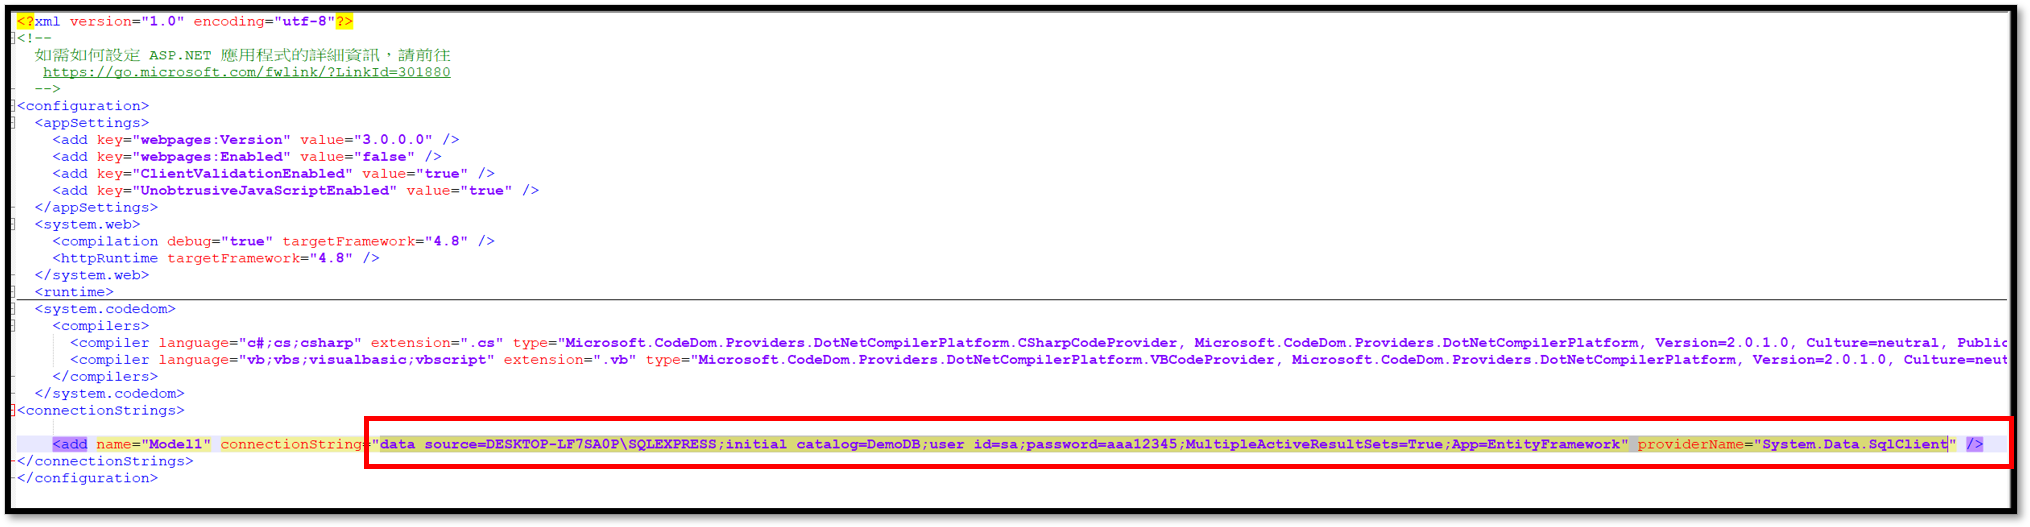 <?xml version="1.0" encoding="utf-8"?>
<!--
如需如何設定 ASP.NET 應用程式的詳細資訊，請前往
https://go.microsoft.com/fwlink/?LinkId=301880
-->
<configuration>
<appSettings>
<add key="webpages:Version" value="3.0.0.0" />
<add key="webpages:Enabled" value="false" />
<add key="ClientValidationEnabled" value="true" />
<add key="UnobtrusiveJavaScriptEnabled" value="true" />
</appSettings>
<system.web>
<compilation debug="true" targetFramework="4.8" />
<httpRuntime targetFramework="4.8" />
</system.web>
<runtime>
<system.codedom>
<compilers>
<compiler language="c#;cs;csharp" extension=".cs" type="Microsoft.CodeDom.Providers.DotNetCompilerPlatform.CSharpCodeProvider, Microsoft.CodeDom.Providers.DotNetCompilerPlatform, Version=2.0.1.0, Culture=neutral, Public
<compiler language="vb;vbs;visualbasic;vbscript" extension=".vb" type="Microsoft.CodeDom.Providers.DotNetCompilerPlatform.VBCodeProvider, Microsoft.CodeDom.Providers.DotNetCompilerPlatform, Version=2.0.1.0, Culture=neut
</compilers>
</system.codedom>
<connectionStrings>
<add name="Model1" connectionString="data source=DESKTOP-LF7SA0P\SQLEXPRESS;initial catalog=DemoDB;user id=sa;password=aaa12345;MultipleActiveResultSets=True;App=EntityFramework" providerName="System.Data.SqlClient" />
</connectionStrings>
</configuration>